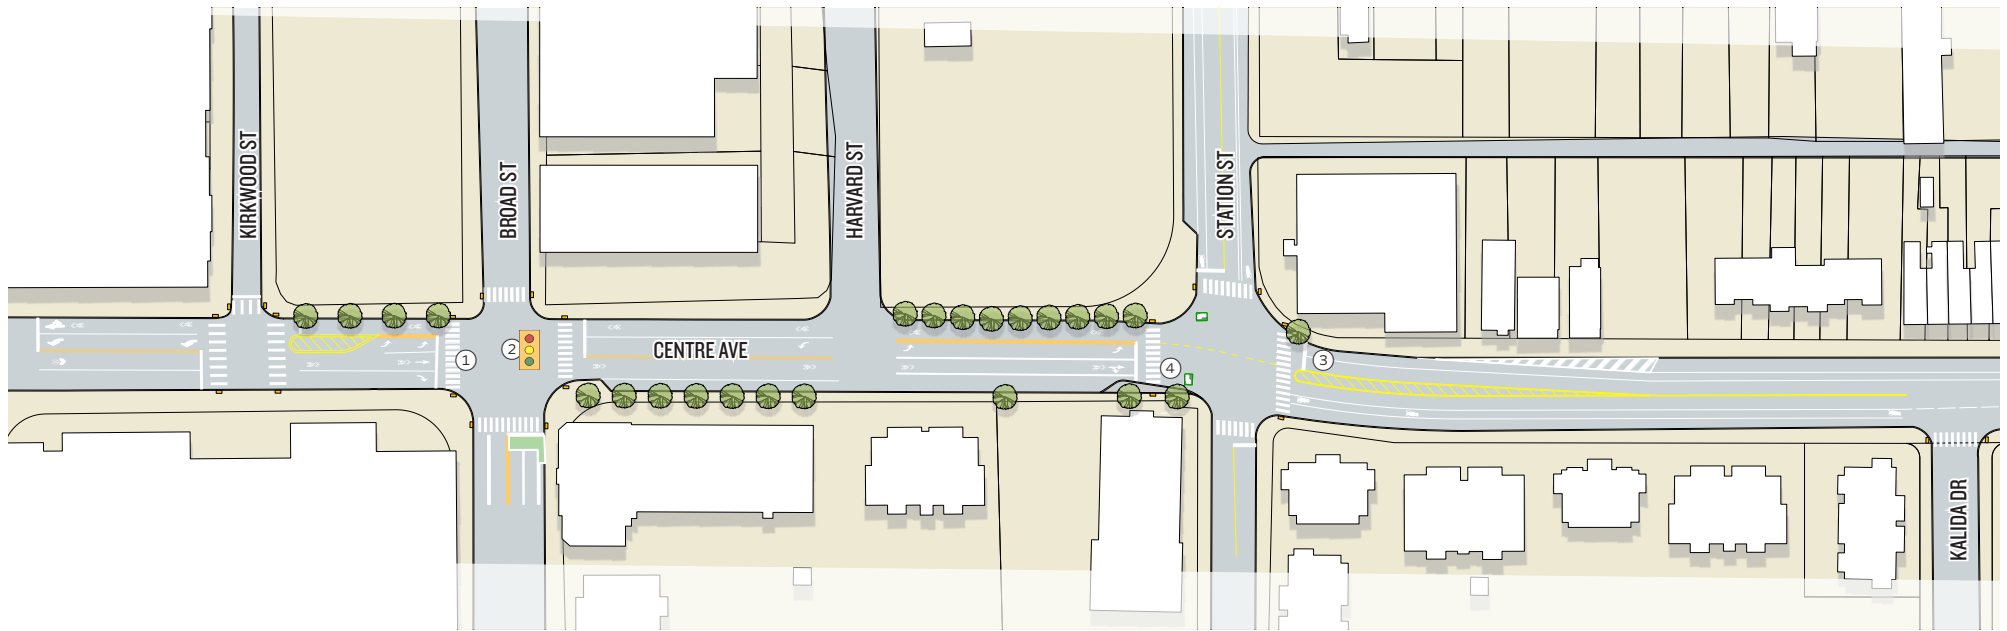 KIRKWOOD ST
BROAD ST
HARVARD ST
STATION ST
CENTRE AVE
1
2
3
4
KALIDA DR